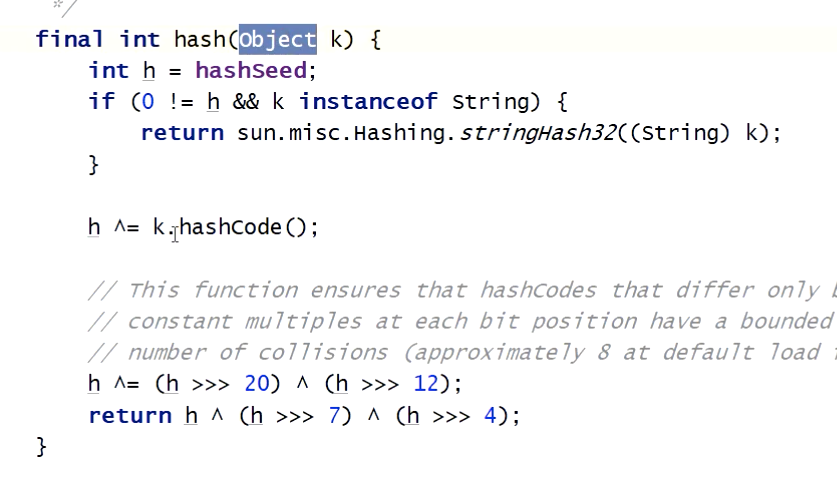 */
final int hash(Object k) {
int h = hashSeed;
if (0 != h && k instanceof String) {
return sun.misc.Hashing.stringHash32((String) k);
}
h ^= k.hashCode();
// This function ensures that hashCodes that differ only
// constant multiples at each bit position have a bounded
// number of collisions (approximately 8 at default load
h ^= (h >>> 20) ^ (h >>> 12);
return h ^ (h >>> 7) ^ (h >>> 4);
}